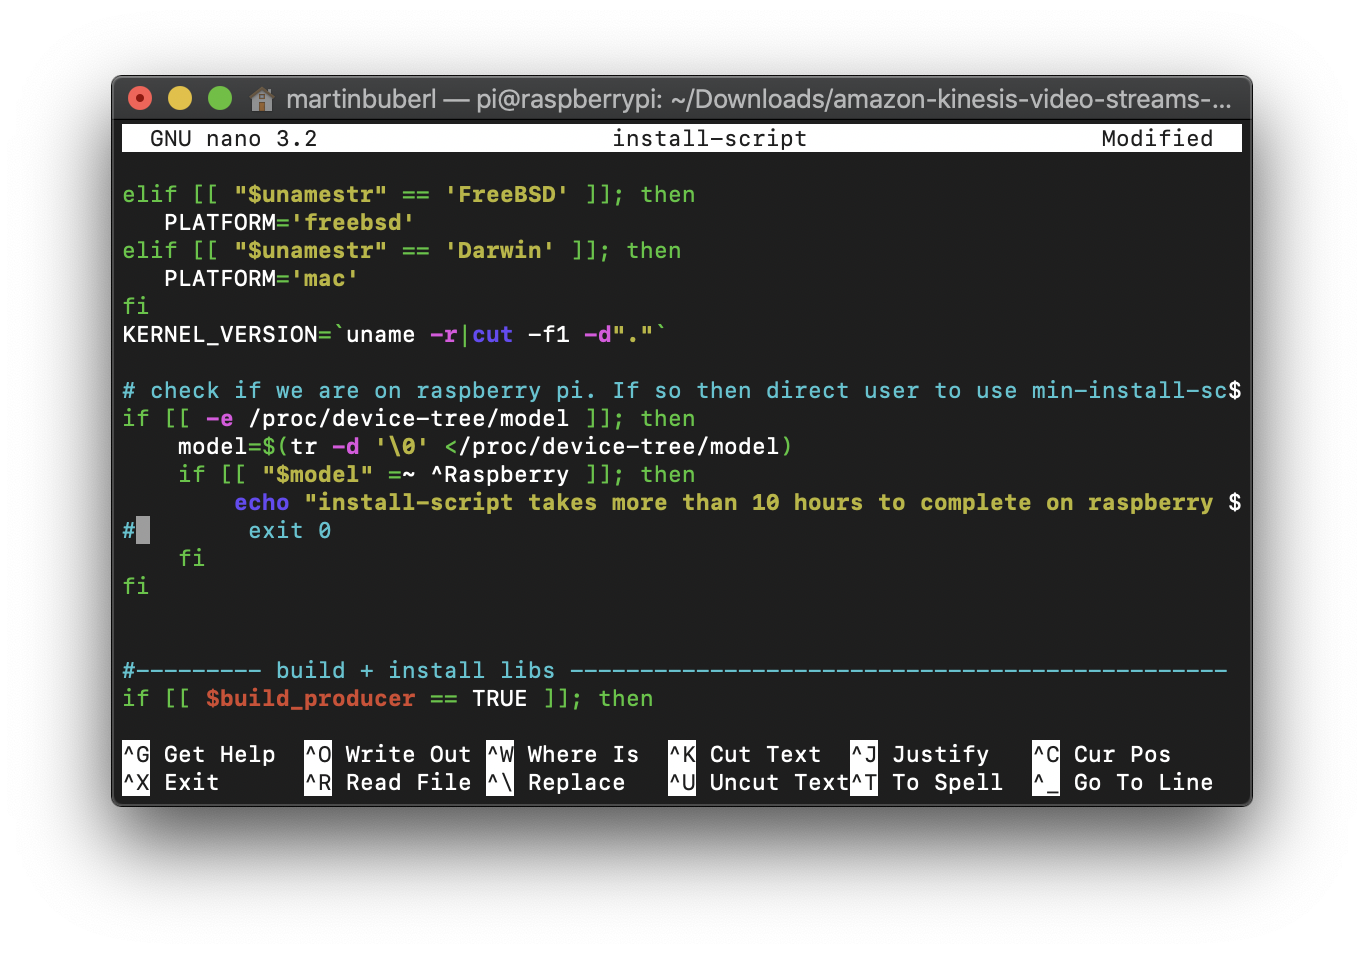 martinbuberl — pi@raspberrypi: ~/Downloads/amazon-kinesis-video-streams-...
GNU nano 3.2 install-script Modified
elif [[ "$unamestr" == 'FreeBSD' ]]; then
   PLATFORM='freebsd'
elif [[ "$unamestr" == 'Darwin' ]]; then
   PLATFORM='mac'
fi
KERNEL_VERSION=`uname -r|cut -f1 -d"."`
# check if we are on raspberry pi. If so then direct user to use min-install-sc$
if [[ -e /proc/device-tree/model ]]; then
    model=$(tr -d '\0' </proc/device-tree/model)
    if [[ "$model" =~ ^Raspberry ]]; then
        echo "install-script takes more than 10 hours to complete on raspberry $
#        exit 0
    fi
fi
#--------- build + install libs -----------------------------------------------
if [[ $build_producer == TRUE ]]; then
^G Get Help ^O Write Out ^W Where Is ^K Cut Text ^J Justify ^C Cur Pos
^X Exit ^R Read File ^\ Replace ^U Uncut Text ^T To Spell ^_ Go To Line